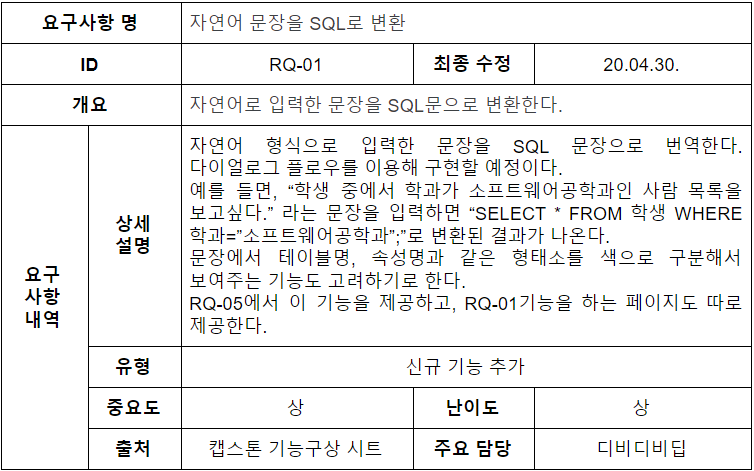 요구사항 명 자연어 문장을 SQL로 변환
ID RQ-01 최종 수정 20.04.30.
개요 자연어로 입력한 문장을 SQL문으로 변환한다.
요구
사항
내역
상세
설명
자연어 형식으로 입력한 문장을 SQL 문장으로 번역한다.
다이얼로그 플로우를 이용해 구현할 예정이다.
예를 들면, “학생 중에서 학과가 소프트웨어공학과인 사람 목록을
보고싶다.” 라는 문장을 입력하면 “SELECT * FROM 학생 WHERE
학과=”소프트웨어공학과”;”로 변환된 결과가 나온다.
문장에서 테이블명, 속성명과 같은 형태소를 색으로 구분해서
보여주는 기능도 고려하기로 한다.
RQ-05에서 이 기능을 제공하고, RQ-01기능을 하는 페이지도 따로
제공한다.
유형 신규 기능 추가
중요도 상 난이도 상
출처 캡스톤 기능구상 시트 주요 담당 디비디비딥